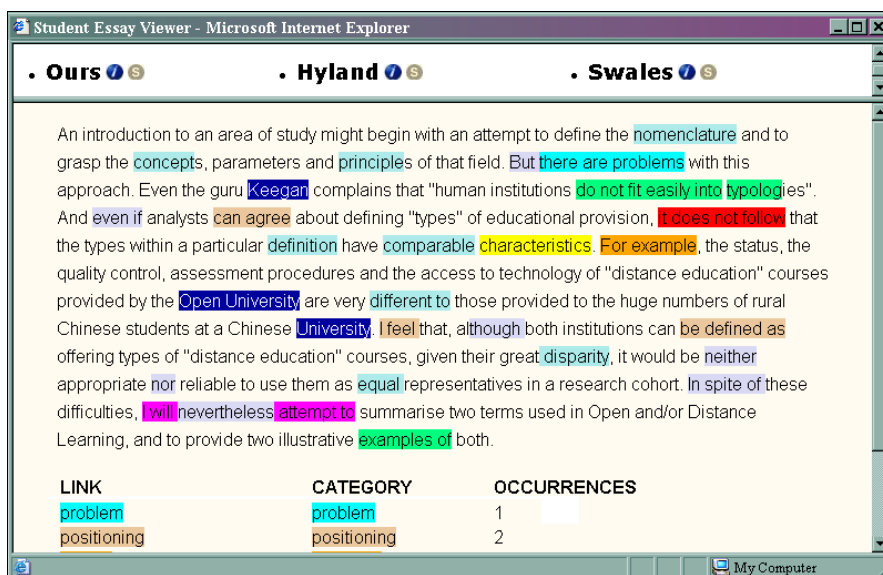 Student Essay Viewer - Microsoft Internet Explorer
• Ours i S • Hyland i S • Swales i S
An introduction to an area of study might begin with an attempt to define the nomenclature and to
grasp the concepts, parameters and principles of that field. But there are problems with this
approach. Even the guru Keegan complains that "human institutions do not fit easily into typologies".
And even if analysts can agree about defining "types" of educational provision, it does not follow that
the types within a particular definition have comparable characteristics. For example, the status, the
quality control, assessment procedures and the access to technology of "distance education" courses
provided by the Open University are very different to those provided to the huge numbers of rural
Chinese students at a Chinese University. I feel that, although both institutions can be defined as
offering types of "distance education" courses, given their great disparity, it would be neither
appropriate nor reliable to use them as equal representatives in a research cohort. In spite of these
difficulties, I will nevertheless attempt to summarise two terms used in Open and/or Distance
Learning, and to provide two illustrative examples of both.
LINK CATEGORY OCCURRENCES
problem problem 1
positioning positioning 2
My Computer